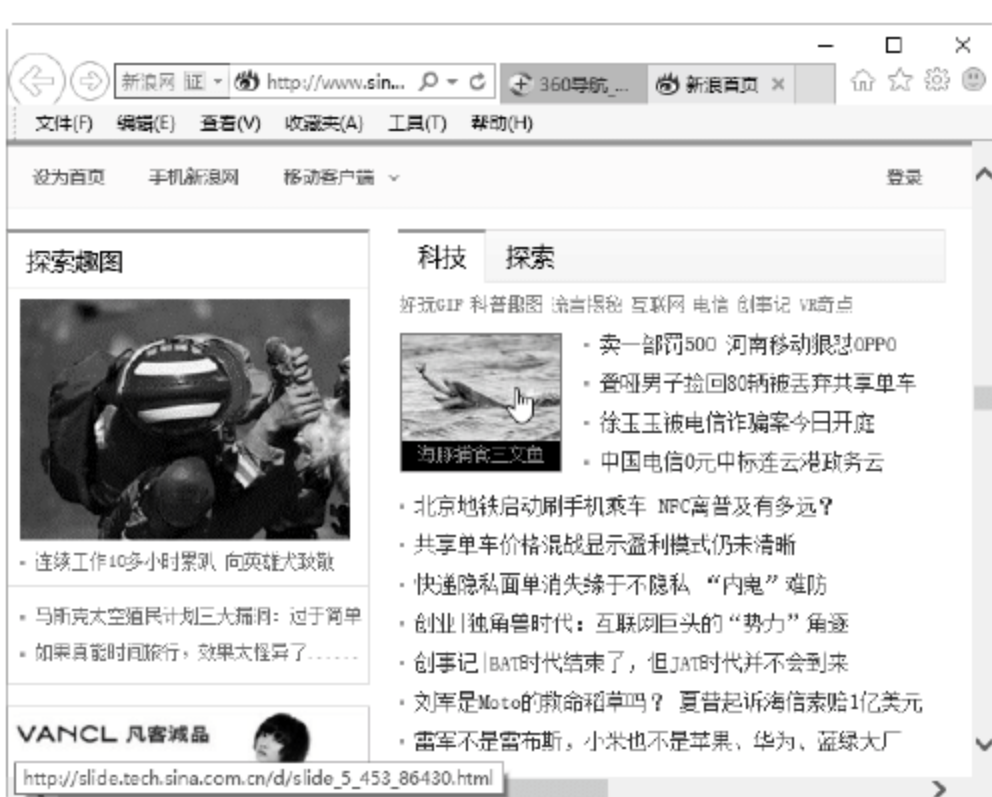 新浪网 证 http://www.sin... 360导航_... 新浪首页
文件(F) 编辑(E) 查看(V) 收藏夹(A) 工具(T) 帮助(H)
设为首页 手机新浪网 移动客户端 登录
探索趣图
连续工作10多小时累趴 向英雄犬致敬
马斯克太空殖民计划三大漏洞：过于简单
如果真能时间旅行，效果太怪异了......
VANCL 凡客诚品
科技 探索
好玩GIF 科普趣图 流言揭秘 互联网 电信 创事记 VR奇点
海豚捕食三文鱼
卖一部罚500 河南移动狠怼OPPO
聋哑男子捡回80辆被丢弃共享单车
徐玉玉被电信诈骗案今日开庭
中国电信0元中标连云港政务云
北京地铁启动刷手机乘车 NFC离普及有多远？
共享单车价格混战显示盈利模式仍未清晰
快递隐私面单消失缘于不隐私 “内鬼”难防
创业|独角兽时代：互联网巨头的“势力”角逐
创事记|BAT时代结束了，但JAT时代并不会到来
刘军是Moto的救命稻草吗？ 夏普起诉海信索赔1亿美元
雷军不是雷布斯，小米也不是苹果、华为、蓝绿大厂
http://slide.tech.sina.com.cn/d/slide_5_453_86430.html